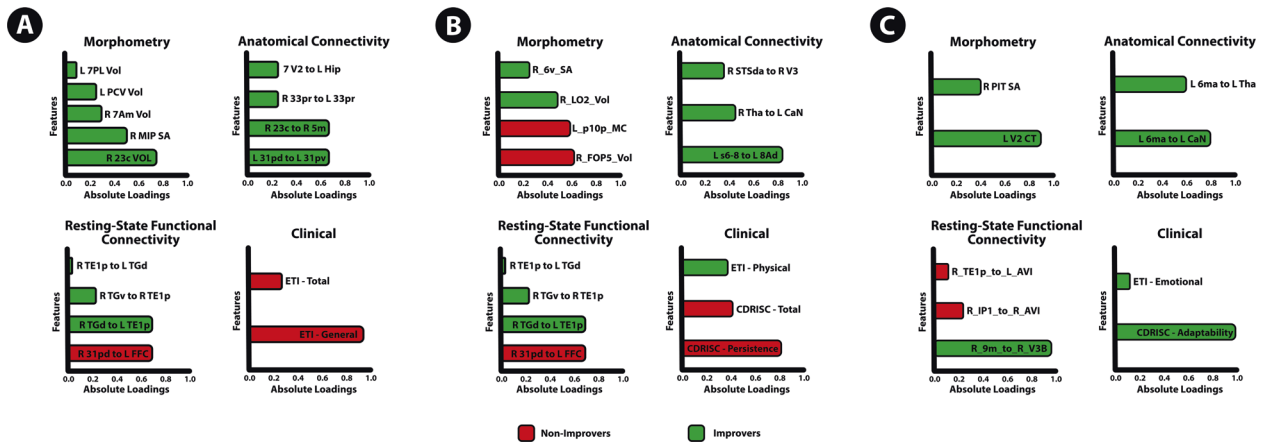 A
Morphometry
Features
L 7PL Vol
L PCV Vol
R 7Am Vol
R MIP SA
R 23c VOL
0.0 0.2 0.4 0.6 0.8 1.0
Absolute Loadings
Anatomical Connectivity
Features
7 V2 to L Hip
R 33pr to L 33pr
R 23c to R 5m
L 31pd to L 31pv
0.0 0.2 0.4 0.6 0.8 1.0
Absolute Loadings
Resting-State Functional
Connectivity
Features
R TE1p to L TGd
R TGv to R TE1p
R TGd to L TE1p
R 31pd to L FFC
0.0 0.2 0.4 0.6 0.8 1.0
Absolute Loadings
Clinical
Features
ETI - Total
ETI - General
0.0 0.2 0.4 0.6 0.8 1.0
Absolute Loadings
B
Morphometry
Features
R_6v_SA
R_LO2_Vol
L_p10p_MC
R_FOP5_Vol
0.0 0.2 0.4 0.6 0.8 1.0
Absolute Loadings
Anatomical Connectivity
Features
R STSda to R V3
R Tha to L CaN
L s6-8 to L 8Ad
0.0 0.2 0.4 0.6 0.8 1.0
Absolute Loadings
Resting-State Functional
Connectivity
Features
R TE1p to L TGd
R TGv to R TE1p
R TGd to L TE1p
R 31pd to L FFC
0.0 0.2 0.4 0.6 0.8 1.0
Absolute Loadings
Clinical
Features
ETI - Physical
CDRISC - Total
CDRISC - Persistence
0.0 0.2 0.4 0.6 0.8 1.0
Absolute Loadings
C
Morphometry
Features
R PIT SA
L V2 CT
0.0 0.2 0.4 0.6 0.8 1.0
Absolute Loadings
Anatomical Connectivity
Features
L 6ma to L Tha
L 6ma to L CaN
0.0 0.2 0.4 0.6 0.8 1.0
Absolute Loadings
Resting-State Functional
Connectivity
Features
R_TE1p_to_L_AVI
R_IP1_to_R_AVI
R_9m_to_R_V3B
0.0 0.2 0.4 0.6 0.8 1.0
Absolute Loadings
Clinical
Features
ETI - Emotional
CDRISC - Adaptability
0.0 0.2 0.4 0.6 0.8 1.0
Absolute Loadings
Non-Improvers
Improvers